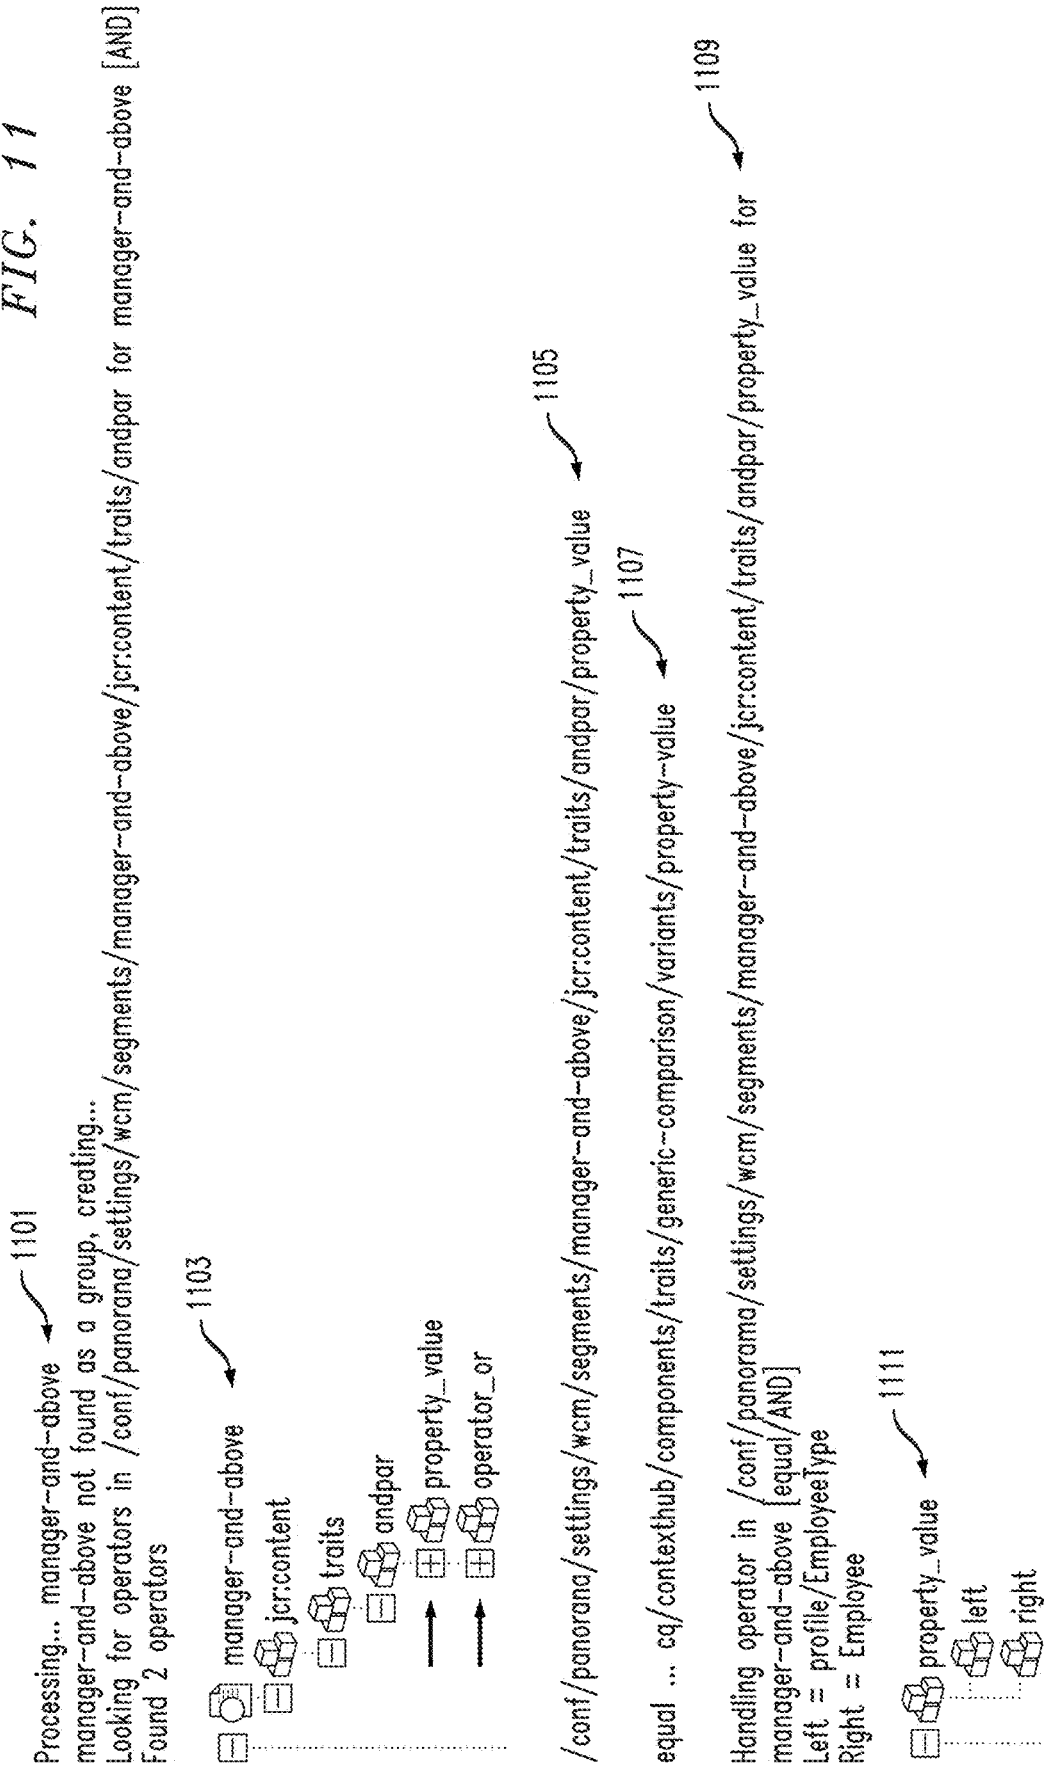 FIG. 11
Processing... manager-and-above
1101
manager-and-above not found as a group, creating...
Looking for operators in /conf/panorana/settings/wcm/segments/manager-and-above/jcr:content/traits/andpar for manager-and-above [AND]
Found 2 operators
1103
manager-and-above
jcr:content
traits
andpar
property_value
operator_or
1105
/conf/panorana/settings/wcm/segments/manager-and-above/jcr:content/traits/andpar/property_value
1107
equal ... cq/contexthub/components/traits/generic-comparison/variants/property-value
1109
Handling operator in /conf/panorama/settings/wcm/segments/manager-and-above/jcr:content/traits/andpar/property_value for
manager-and-above [equal/AND]
Left = profile/EmployeeType
Right = Employee
1111
property_value
left
right